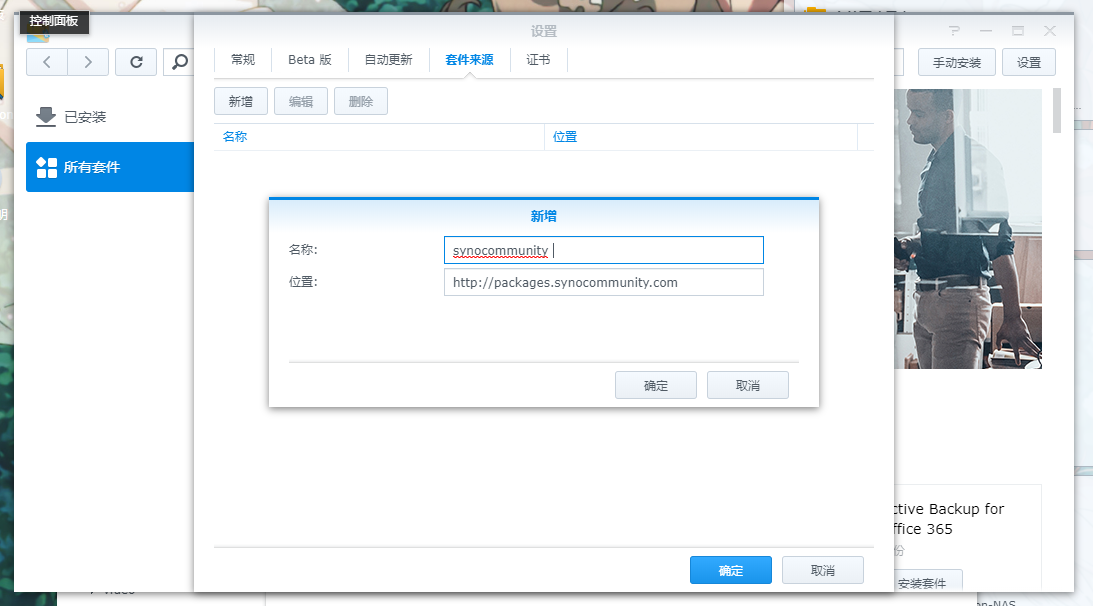 控制面板
设置
常规 Beta 版 自动更新 套件来源 证书
手动安装 设置
新增 编辑 删除
已安装
名称 位置
所有套件
新增
名称: synocommunity
位置: http://packages.synocommunity.com
确定 取消
ctive Backup for
ffice 365
份
安装套件
确定 取消